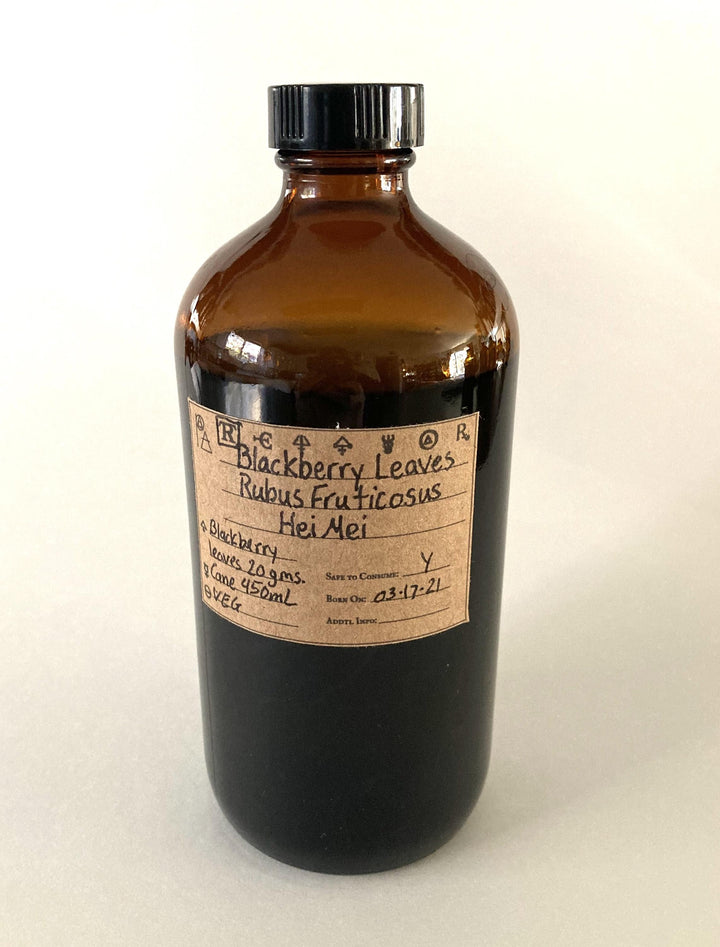 R
Blackberry Leaves
Rubus Fruticosus
Hei Mei
Blackberry
leaves 20 gms.
Cane 450mL
VEG
Safe to Consume: Y
Born On: 03-17-21
Addtl Info: